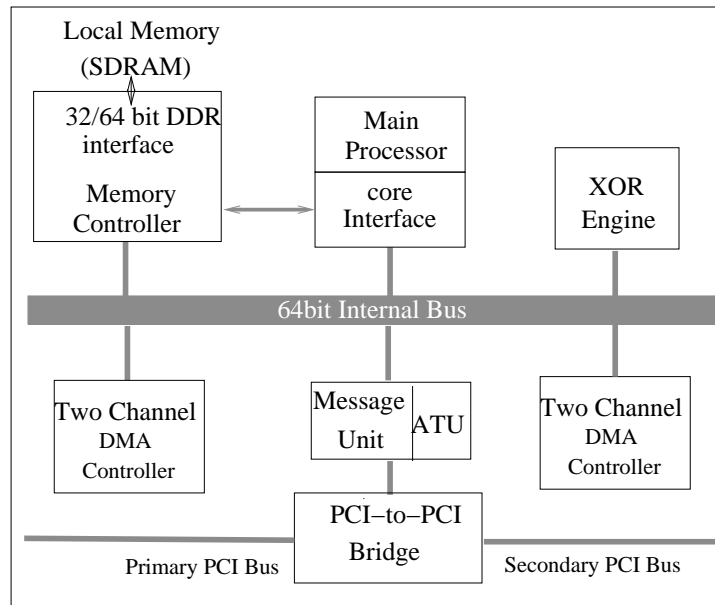 Local Memory
(SDRAM)
32/64 bit DDR
interface
Memory
Controller
Main
Processor
core
Interface
XOR
Engine
64bit Internal Bus
Two Channel
DMA
Controller
Message
Unit
ATU
Two Channel
DMA
Controller
PCI–to–PCI
Bridge
Primary PCI Bus
Secondary PCI Bus